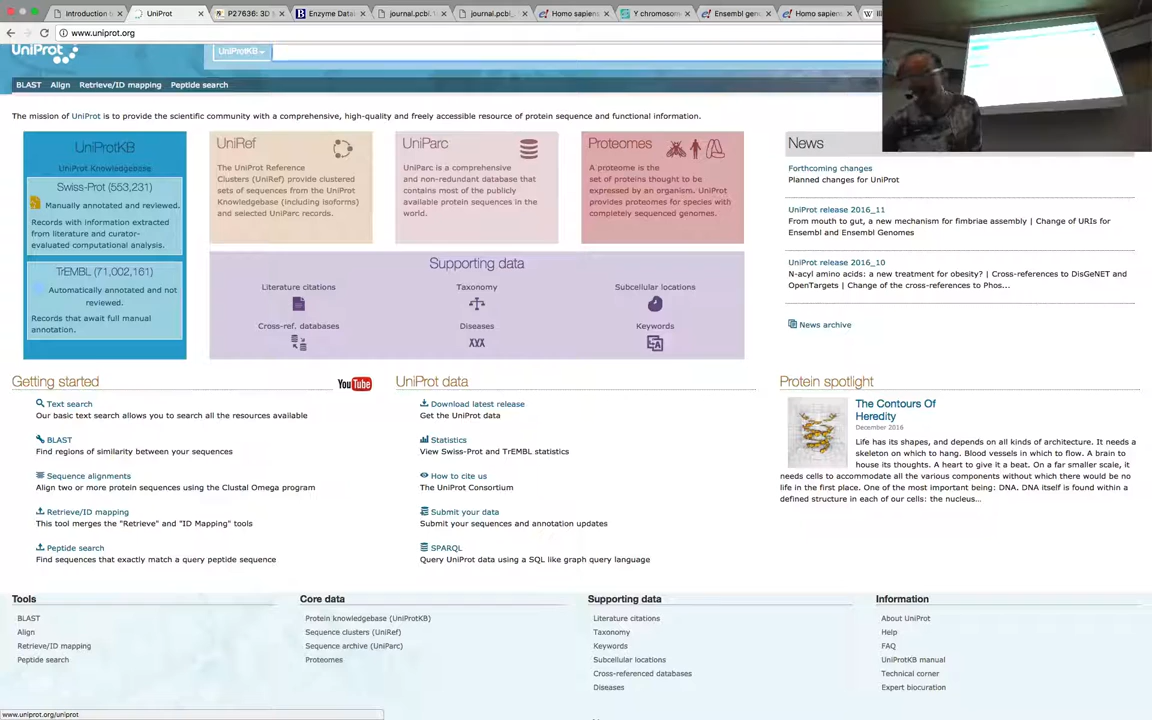 Introduction t
UniProt
P27636: 3D M
Enzyme Data
journal.pcbi.1
journal.pcbi_
Homo sapiens
Y chromosom
Ensembl geno
Homo sapiens
www.uniprot.org
UniProt
UniProtKB
BLAST Align Retrieve/ID mapping Peptide search
The mission of UniProt is to provide the scientific community with a comprehensive, high-quality and freely accessible resource of protein sequence and functional information.
UniProtKB
UniProt Knowledgebase
Swiss-Prot (553,231)
Manually annotated and reviewed.
Records with information extracted
from literature and curator-
evaluated computational analysis.
TrEMBL (71,002,161)
Automatically annotated and not
reviewed.
Records that await full manual
annotation.
UniRef
The UniProt Reference
Clusters (UniRef) provide clustered
sets of sequences from the UniProt
Knowledgebase (including isoforms)
and selected UniParc records.
UniParc
UniParc is a comprehensive
and non-redundant database that
contains most of the publicly
available protein sequences in the
world.
Proteomes
A proteome is the
set of proteins thought to be
expressed by an organism. UniProt
provides proteomes for species with
completely sequenced genomes.
Supporting data
Literature citations
Taxonomy
Subcellular locations
Cross-ref. databases
Diseases
Keywords
News
Forthcoming changes
Planned changes for UniProt
UniProt release 2016_11
From mouth to gut, a new mechanism for fimbriae assembly | Change of URIs for
Ensembl and Ensembl Genomes
UniProt release 2016_10
N-acyl amino acids: a new treatment for obesity? | Cross-references to DisGeNET and
OpenTargets | Change of the cross-references to Phos...
News archive
Getting started
You Tube
Text search
Our basic text search allows you to search all the resources available
BLAST
Find regions of similarity between your sequences
Sequence alignments
Align two or more protein sequences using the Clustal Omega program
Retrieve/ID mapping
This tool merges the "Retrieve" and "ID Mapping" tools
Peptide search
Find sequences that exactly match a query peptide sequence
UniProt data
Download latest release
Get the UniProt data
Statistics
View Swiss-Prot and TrEMBL statistics
How to cite us
The UniProt Consortium
Submit your data
Submit your sequences and annotation updates
SPARQL
Query UniProt data using a SQL like graph query language
Protein spotlight
The Contours Of
Heredity
December 2016
Life has its shapes, and depends on all kinds of architecture. It needs a
skeleton on which to hang. Blood vessels in which to flow. A brain to
house its thoughts. A heart to give it a beat. On a far smaller scale, it
needs cells to accommodate all the various components without which there would be no
life in the first place. One of the most important being: DNA. DNA itself is found within a
defined structure in each of our cells: the nucleus...
Tools
BLAST
Align
Retrieve/ID mapping
Peptide search
Core data
Protein knowledgebase (UniProtKB)
Sequence clusters (UniRef)
Sequence archive (UniParc)
Proteomes
Supporting data
Literature citations
Taxonomy
Keywords
Subcellular locations
Cross-referenced databases
Diseases
Information
About UniProt
Help
FAQ
UniProtKB manual
Technical corner
Expert biocuration
www.uniprot.org/uniprot